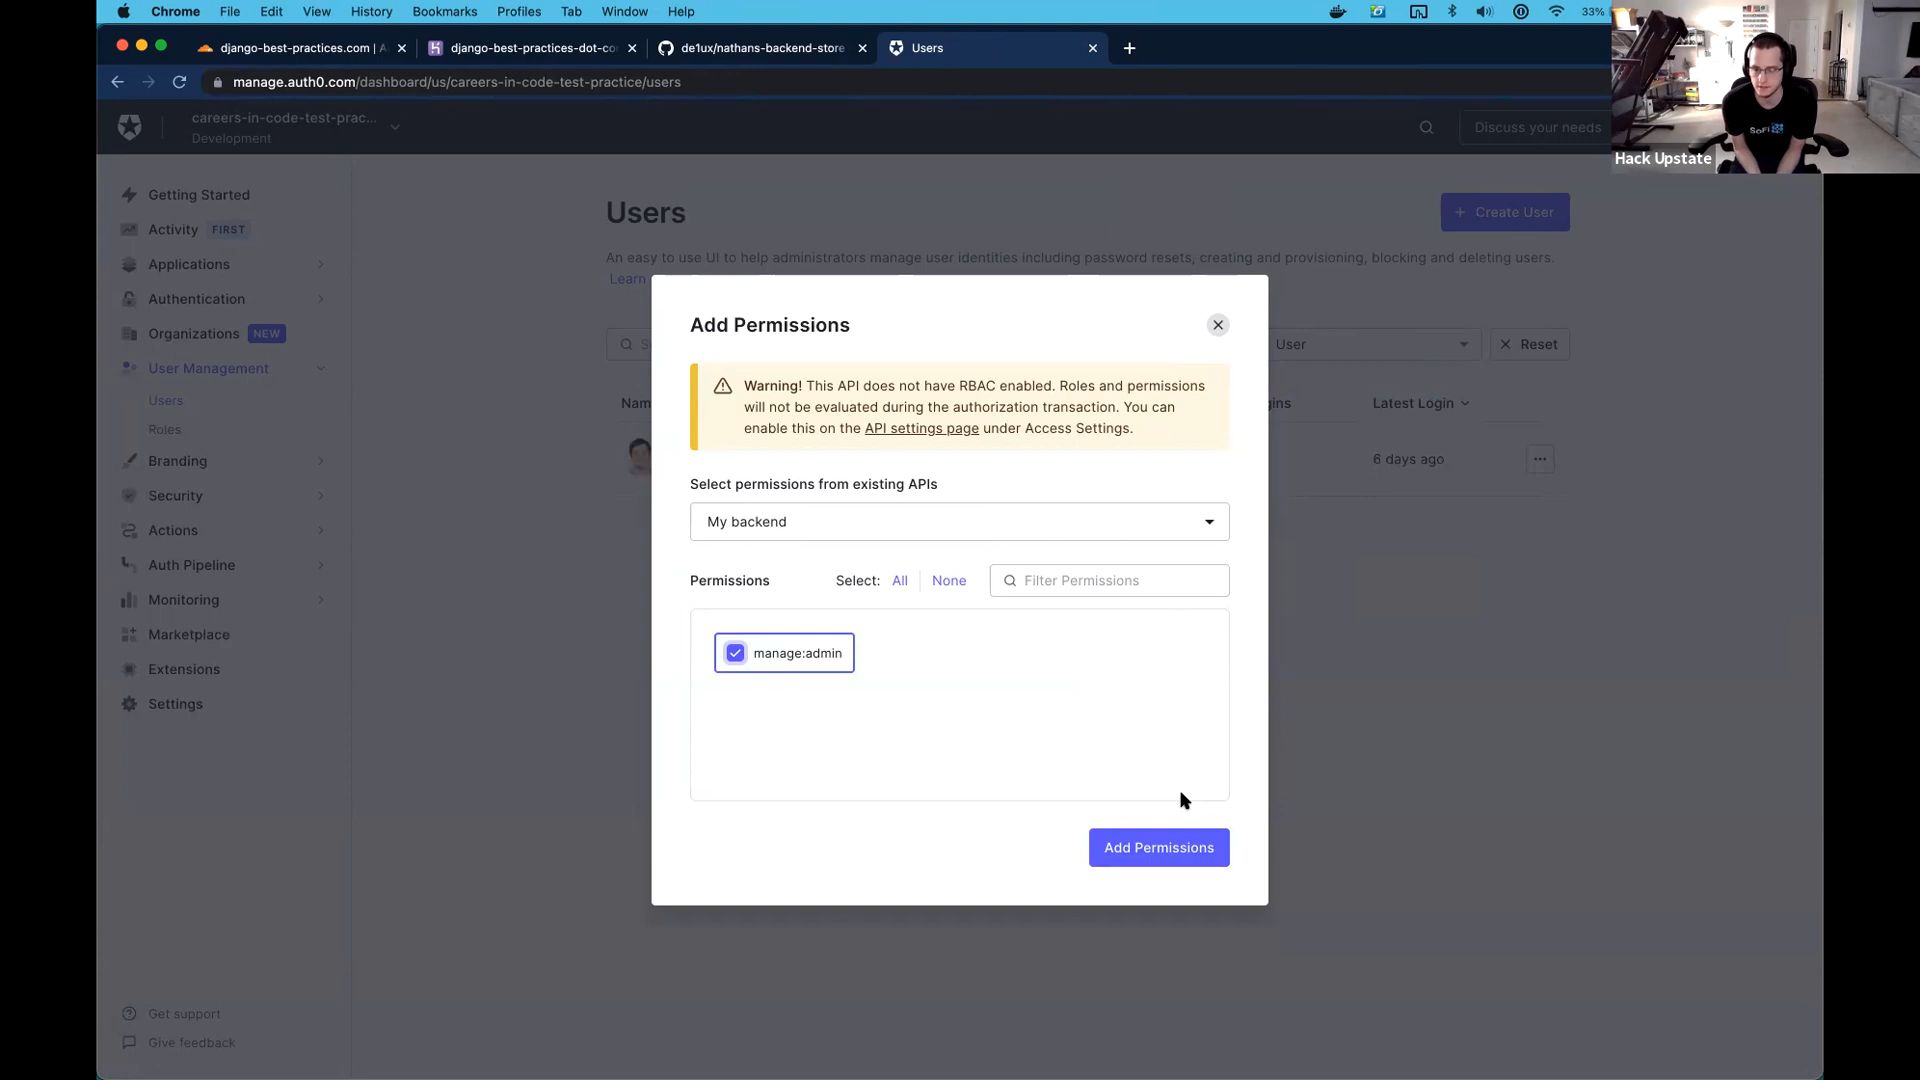 Chrome File Edit View History Bookmarks Profiles Tab Window Help 33%
django-best-practices.com | A
django-best-practices-dot-co
de1ux/nathans-backend-store
Users
manage.auth0.com/dashboard/us/careers-in-code-test-practice/users
careers-in-code-test-prac...
Development
Discuss your needs
SoFi
Hack Upstate
Getting Started
Activity FIRST
Applications
Authentication
Organizations NEW
User Management
Users
Roles
Branding
Security
Actions
Auth Pipeline
Monitoring
Marketplace
Extensions
Settings
Get support
Give feedback
Users
+ Create User
An easy to use UI to help administrators manage user identities including password resets, creating and provisioning, blocking and deleting users.
Learn
User
Reset
Latest Login
6 days ago
Add Permissions
Warning! This API does not have RBAC enabled. Roles and permissions
will not be evaluated during the authorization transaction. You can
enable this on the API settings page under Access Settings.
Select permissions from existing APIs
My backend
Permissions Select: All None Filter Permissions
manage:admin
Add Permissions